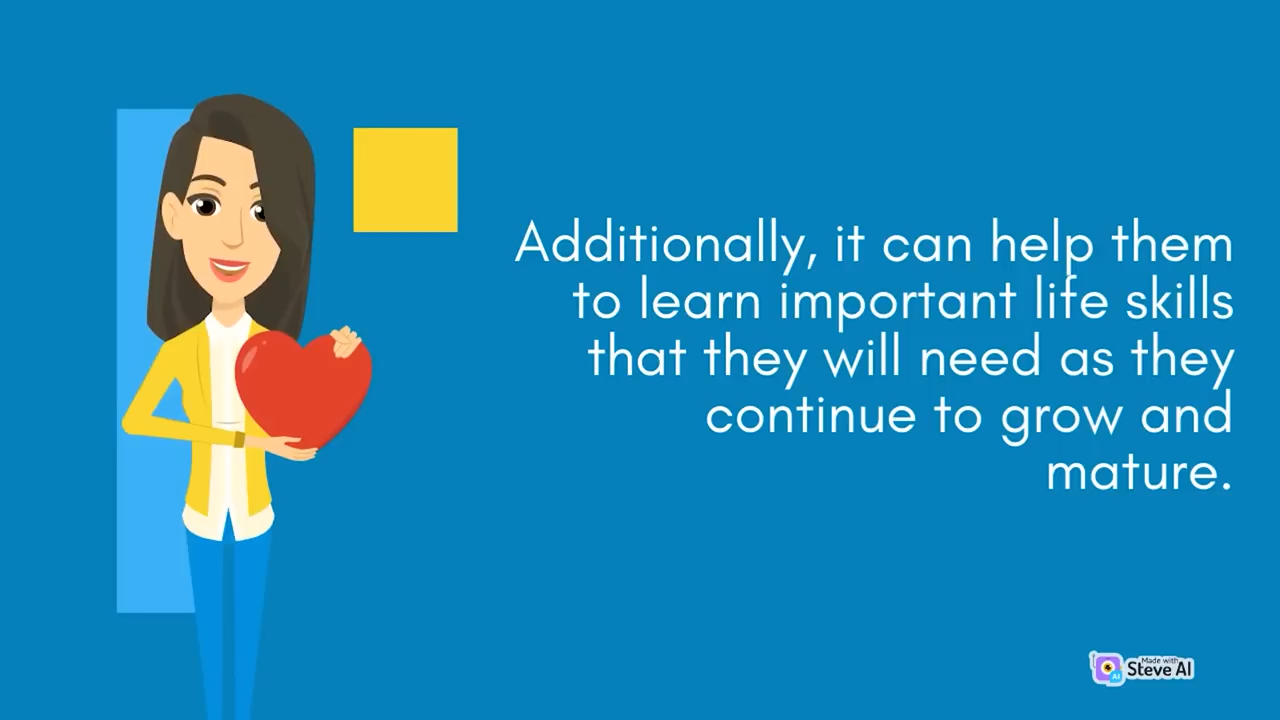 Additionally, it can help them
to learn important life skills
that they will need as they
continue to grow and
mature.
Made with
Steve AI
AI